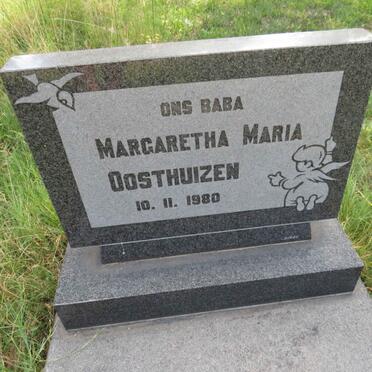 ONS BABA
MARGARETHA MARIA
OOSTHUIZEN
10. 11. 1980